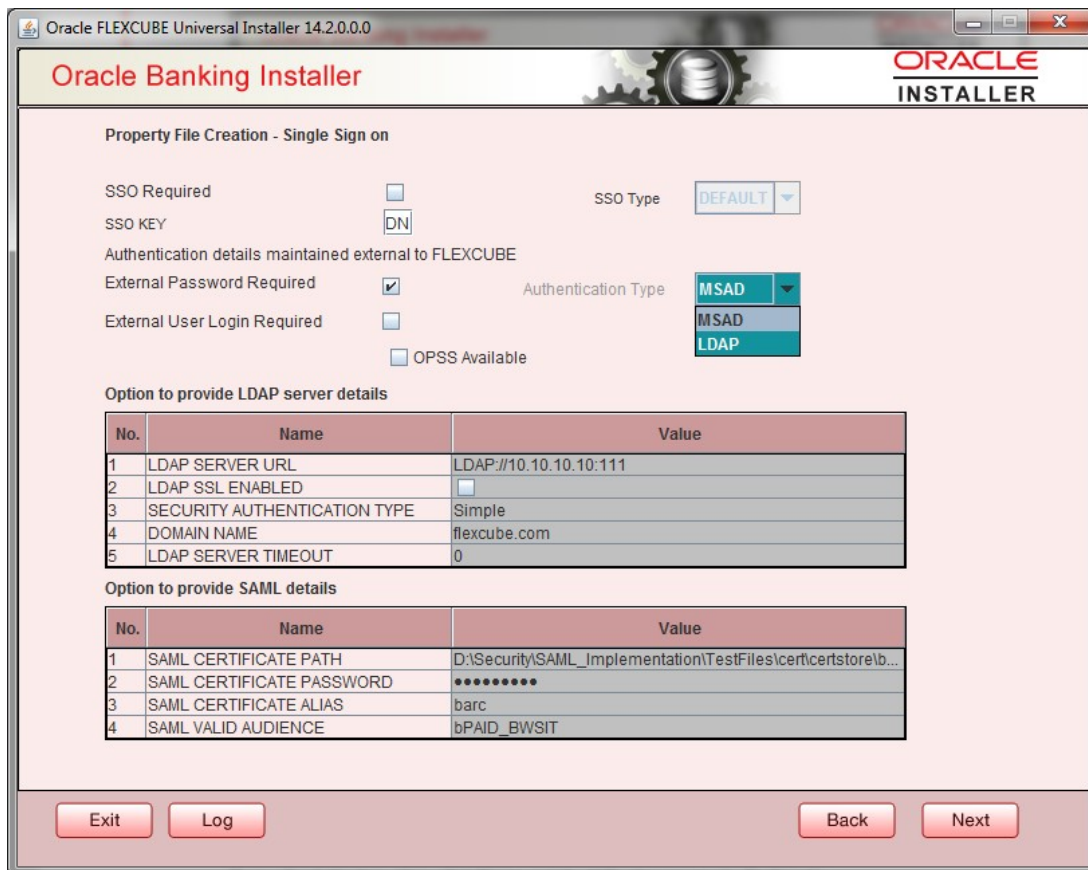 Oracle FLEXCUBE Universal Installer 14.2.0.0.0
Oracle Banking Installer
ORACLE
INSTALLER
Property File Creation - Single Sign on
SSO Required
SSO Type DEFAULT
SSO KEY DN
Authentication details maintained external to FLEXCUBE
External Password Required Authentication Type MSAD
External User Login Required MSAD
LDAP
OPSS Available
Option to provide LDAP server details
No. Name Value
1 LDAP SERVER URL LDAP://10.10.10.10:111
2 LDAP SSL ENABLED
3 SECURITY AUTHENTICATION TYPE Simple
4 DOMAIN NAME flexcube.com
5 LDAP SERVER TIMEOUT 0
Option to provide SAML details
No. Name Value
1 SAML CERTIFICATE PATH D:\Security\SAML_Implementation\TestFiles\cert\certstore\b...
2 SAML CERTIFICATE PASSWORD •••••••••
3 SAML CERTIFICATE ALIAS barc
4 SAML VALID AUDIENCE bPAID_BWSIT
Exit Log Back Next